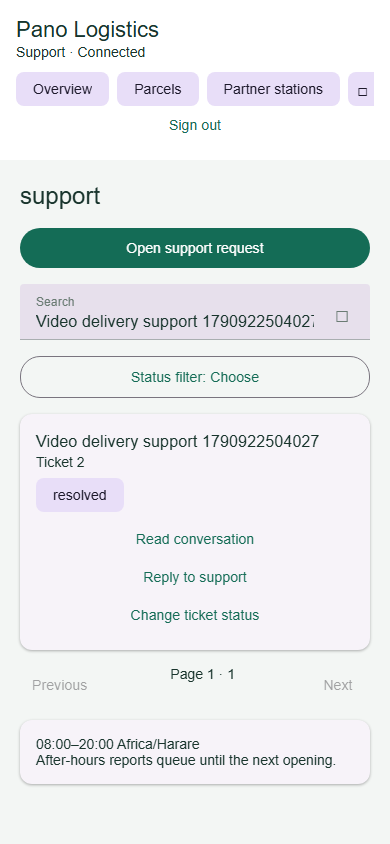 Pano Logistics
Support · Connected
Overview
Parcels
Partner stations
Sign out
support
Open support request
Search
Video delivery support 1790922504027
Status filter: Choose
Video delivery support 1790922504027
Ticket 2
resolved
Read conversation
Reply to support
Change ticket status
Page 1 · 1
Previous
Next
08:00–20:00 Africa/Harare
After-hours reports queue until the next opening.